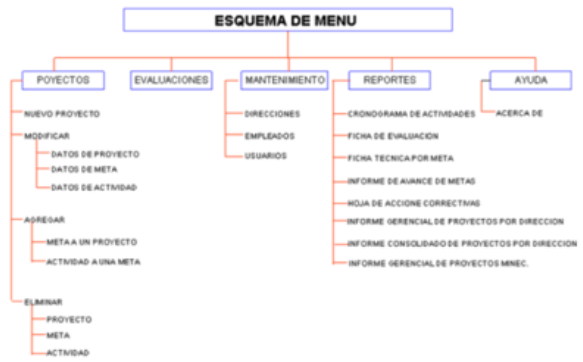 ESQUEMA DE MENU
POYECTOS
EVALUACIONES
MANTENIMIENTO
REPORTES
AYUDA
NUEVO PROYECTO
MODIFICAR
DATOS DE PROYECTO
DATOS DE META
DATOS DE ACTIVIDAD
AGREGAR
META A UN PROYECTO
ACTIVIDAD A UNA META
ELIMINAR
PROYECTO
META
ACTIVIDAD
DIRECCIONES
EMPLEADOS
USUARIOS
CRONOGRAMA DE ACTIVIDADES
FICHA DE EVALUACION
FICHA TECNICA POR META
INFORME DE AVANCE DE METAS
HOJA DE ACCIONE CORRECTIVAS
INFORME GERENCIAL DE PROYECTOS POR DIRECCION
INFORME CONSOLIDADO DE PROYECTOS POR DIRECCION
INFORME GERENCIAL DE PROYECTOS MINEC.
ACERCA DE